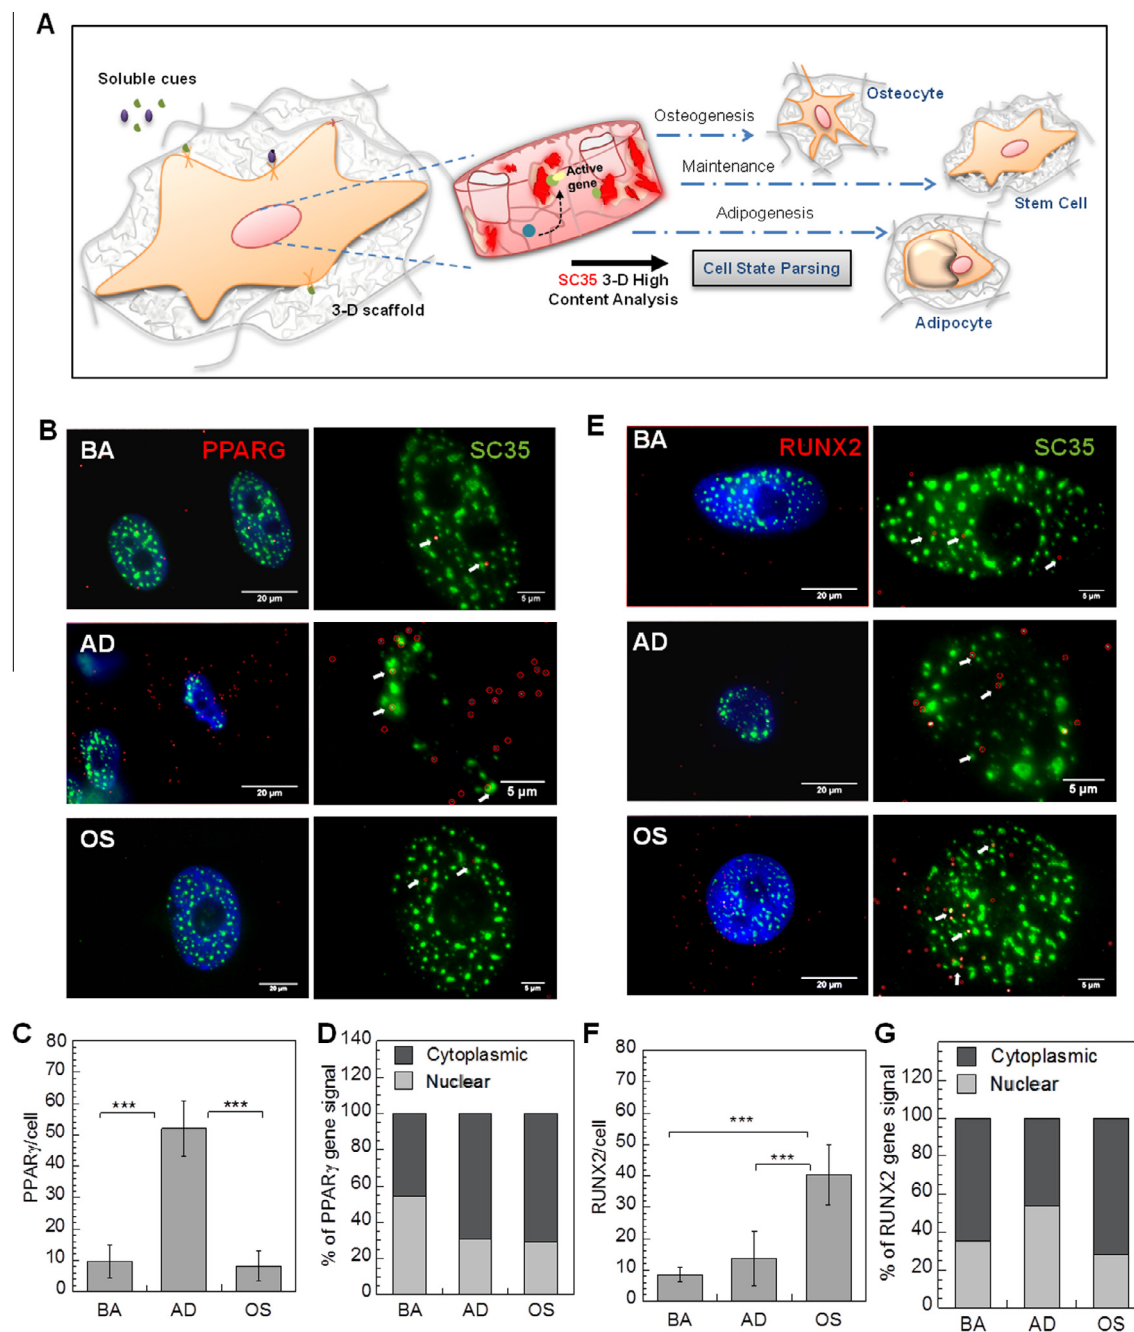 A
Soluble cues
3-D scaffold
Active
gene
SC35 3-D High
Content Analysis
Osteogenesis
Maintenance
Adipogenesis
Cell State Parsing
Osteocyte
Stem Cell
Adipocyte
B
BA
PPARG
20 µm
SC35
5 µm
AD
20 µm
5 µm
OS
20 µm
5 µm
E
BA
RUNX2
20 µm
SC35
5 µm
AD
20 µm
5 µm
OS
20 µm
5 µm
C
PPARγ/cell
80
70
60
50
40
30
20
10
0
***
***
BA AD OS
D
% of PPARγ gene signal
140
120
100
80
60
40
20
0
Cytoplasmic
Nuclear
BA AD OS
F
RUNX2/cell
80
70
60
50
40
30
20
10
0
***
***
BA AD OS
G
% of RUNX2 gene signal
120
100
80
60
40
20
0
Cytoplasmic
Nuclear
BA AD OS